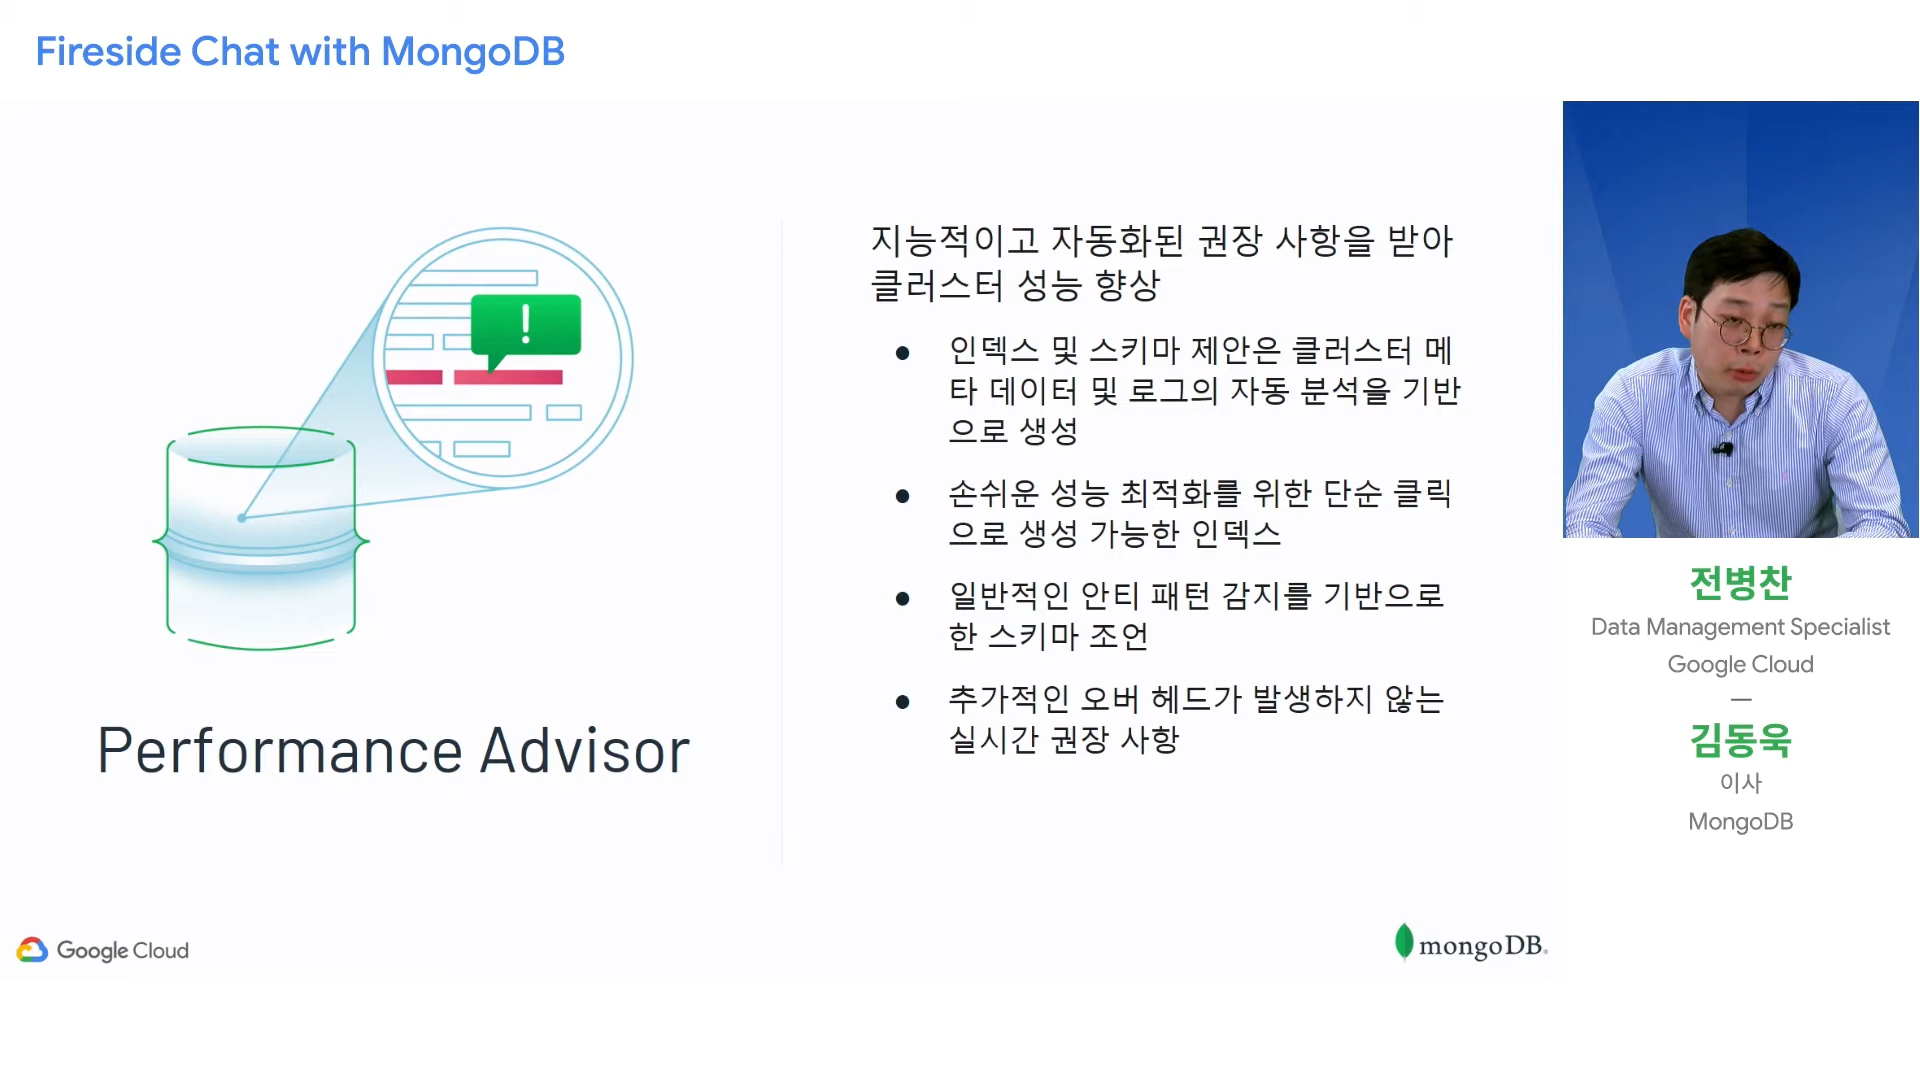 Fireside Chat with MongoDB
지능적이고 자동화된 권장 사항을 받아
클러스터 성능 향상
● 인덱스 및 스키마 제안은 클러스터 메
타 데이터 및 로그의 자동 분석을 기반
으로 생성
● 손쉬운 성능 최적화를 위한 단순 클릭
으로 생성 가능한 인덱스
● 일반적인 안티 패턴 감지를 기반으로
한 스키마 조언
● 추가적인 오버 헤드가 발생하지 않는
실시간 권장 사항
!
Performance Advisor
전병찬
Data Management Specialist
Google Cloud
—
김동욱
이사
MongoDB
Google Cloud
mongoDB.